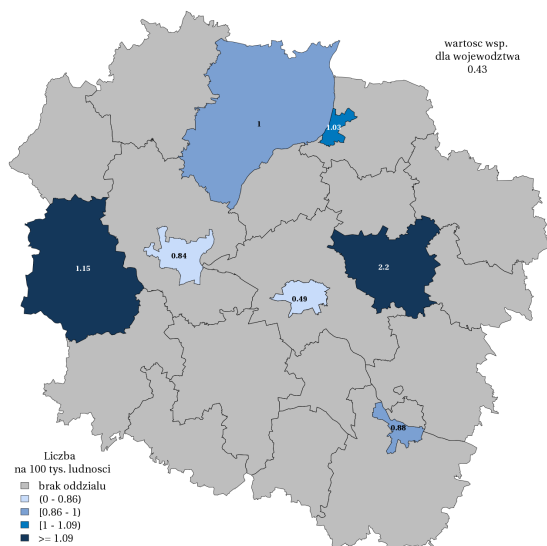 wartosc wsp.
dla wojewodztwa
0.43
1
1.03
0.84
1.15
2.2
0.49
0.88
Liczba
na 100 tys. ludnosci
brak oddzialu
(0 - 0.86)
[0.86 - 1)
[1 - 1.09)
>= 1.09